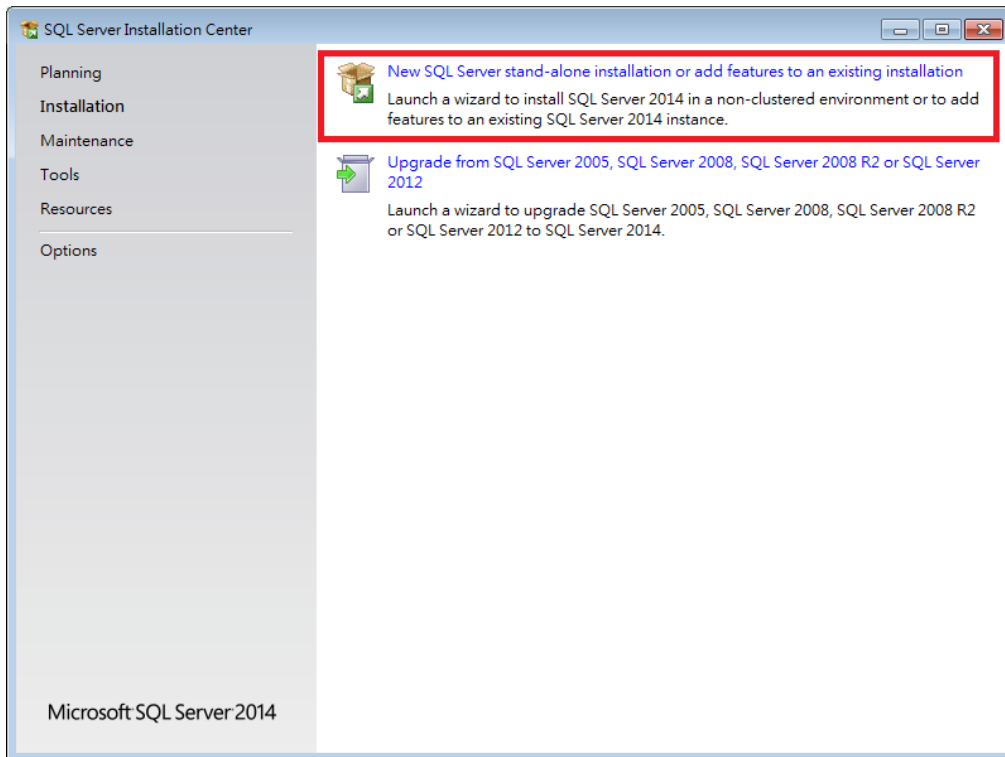 SQL Server Installation Center
Planning
Installation
Maintenance
Tools
Resources
Options
New SQL Server stand-alone installation or add features to an existing installation
Launch a wizard to install SQL Server 2014 in a non-clustered environment or to add
features to an existing SQL Server 2014 instance.
Upgrade from SQL Server 2005, SQL Server 2008, SQL Server 2008 R2 or SQL Server
2012
Launch a wizard to upgrade SQL Server 2005, SQL Server 2008, SQL Server 2008 R2
or SQL Server 2012 to SQL Server 2014.
Microsoft SQL Server 2014